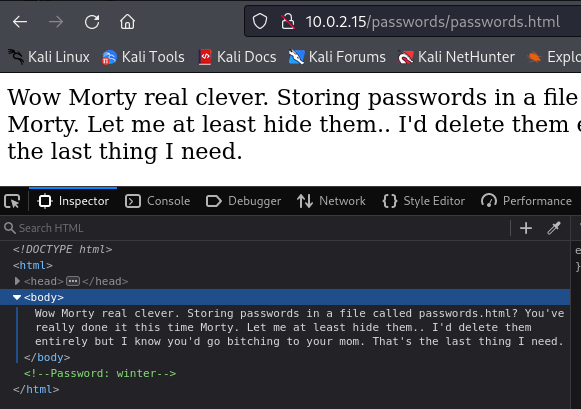 10.0.2.15/passwords/passwords.html
Kali Linux Kali Tools Kali Docs Kali Forums Kali NetHunter Explo
Wow Morty real clever. Storing passwords in a file
Morty. Let me at least hide them.. I'd delete them e
the last thing I need.
Inspector Console Debugger Network Style Editor Performance
Search HTML
<!DOCTYPE html>
<html>
<head> ••• </head>
<body>
Wow Morty real clever. Storing passwords in a file called passwords.html? You've
really done it this time Morty. Let me at least hide them.. I'd delete them
entirely but I know you'd go bitching to your mom. That's the last thing I need.
</body>
<!--Password: winter-->
</html>
e
}